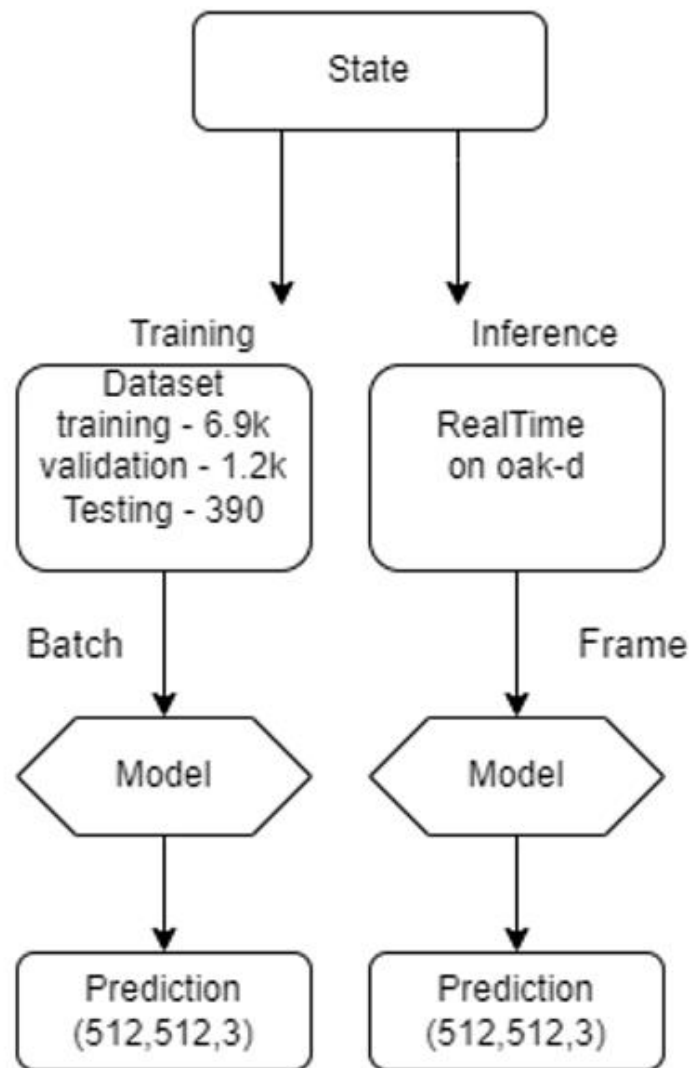 State
Training
Inference
Dataset
training - 6.9k
validation - 1.2k
Testing - 390
RealTime
on oak-d
Batch
Frame
Model
Model
Prediction
(512,512,3)
Prediction
(512,512,3)